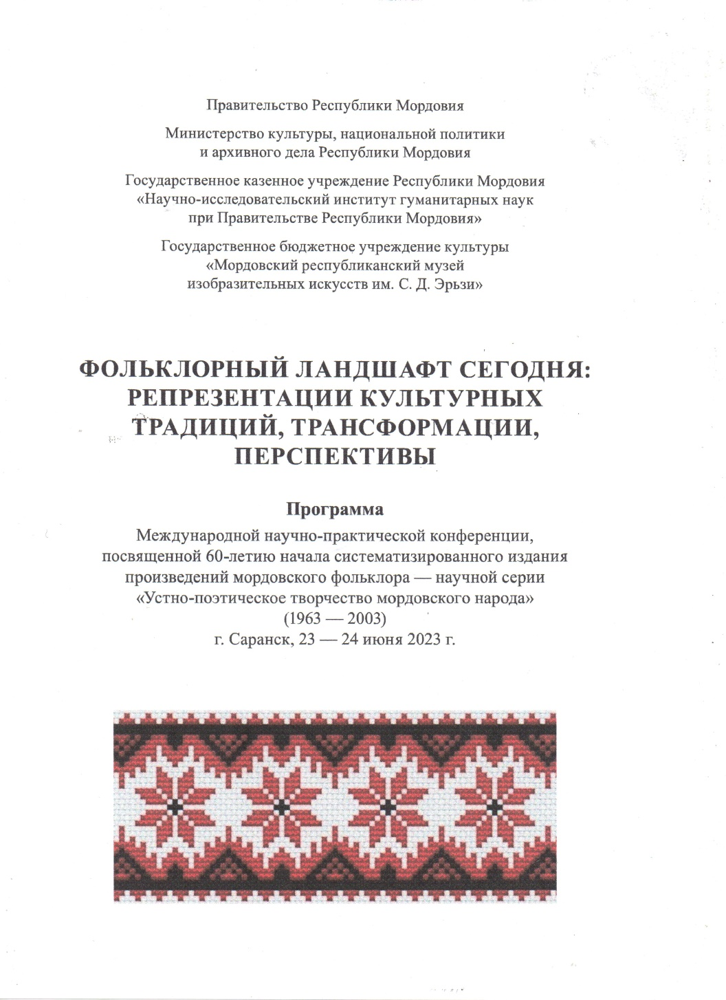 Правительство Республики Мордовия
Министерство культуры, национальной политики
и архивного дела Республики Мордовия
Государственное казенное учреждение Республики Мордовия
«Научно-исследовательский институт гуманитарных наук
при Правительстве Республики Мордовия»
Государственное бюджетное учреждение культуры
«Мордовский республиканский музей
изобразительных искусств им. С. Д. Эрьзи»
ФОЛЬКЛОРНЫЙ ЛАНДШАФТ СЕГОДНЯ:
РЕПРЕЗЕНТАЦИИ КУЛЬТУРНЫХ
ТРАДИЦИЙ, ТРАНСФОРМАЦИИ,
ПЕРСПЕКТИВЫ
Программа
Международной научно-практической конференции,
посвященной 60-летию начала систематизированного издания
произведений мордовского фольклора — научной серии
«Устно-поэтическое творчество мордовского народа»
(1963 — 2003)
г. Саранск, 23 — 24 июня 2023 г.